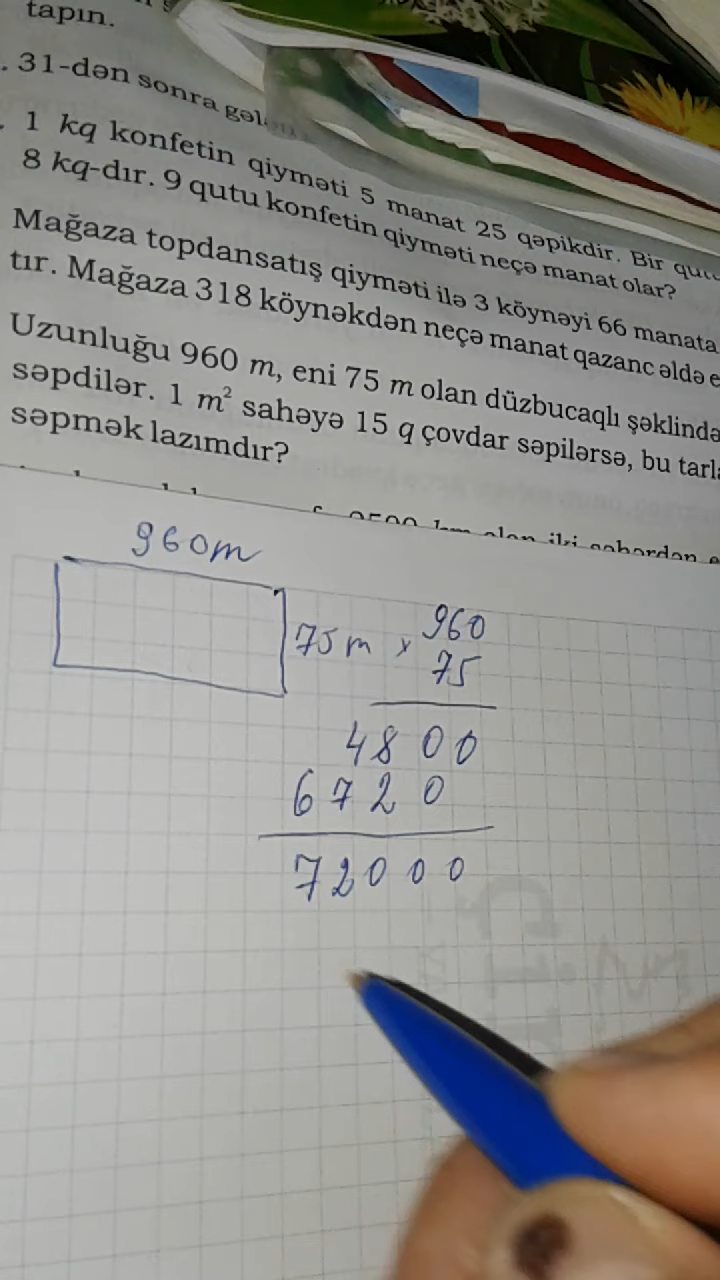 tapın.
31-dən sonra
1 kq konfetin qiyməti 5 manat 25 qəpikdir. Bir
8 kq-dır. 9 qutu konfetin qiyməti neçə manat olar?
Mağaza topdansatış qiyməti ilə 3 köynəyi 66 manata
tır. Mağaza 318 köynəkdən neçə manat qazanc əldə
Uzunluğu 960 m, eni 75 m olan düzbucaqlı şəklində
səpdilər. 1 m² sahəyə 15 q çovdar səpilərsə, bu
səpmək lazımdır?
960m
75m
× 960
75
4800
6720
72000